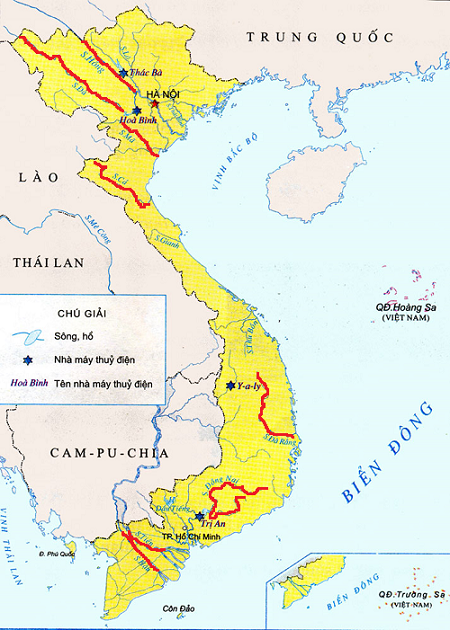 TRUNG QUỐC
S.Hồng
S.Lô
Thác Bà
S.Đà
HÀ NỘI
Hoà Bình
S.Mã
VỊNH BẮC BỘ
LÀO
S.Cả
S.Mê Công
S.Gianh
THÁI LAN
QĐ.Hoàng Sa
(VIỆT NAM)
CHÚ GIẢI
Sông, hồ
Nhà máy thuỷ điện
Hoà Bình
Tên nhà máy thuỷ điện
Y-a-ly
S.Đà Rằng
BIỂN ĐÔNG
CAM-PU-CHIA
S. Đồng Nai
Dầu Tiếng
Trị An
TP. Hồ Chí Minh
VỊNH THÁI LAN
Đ. Phú Quốc
S.Tiền
S.Hậu
Côn Đảo
BIỂN ĐÔNG
QĐ.Trường Sa
(VIỆT NAM)